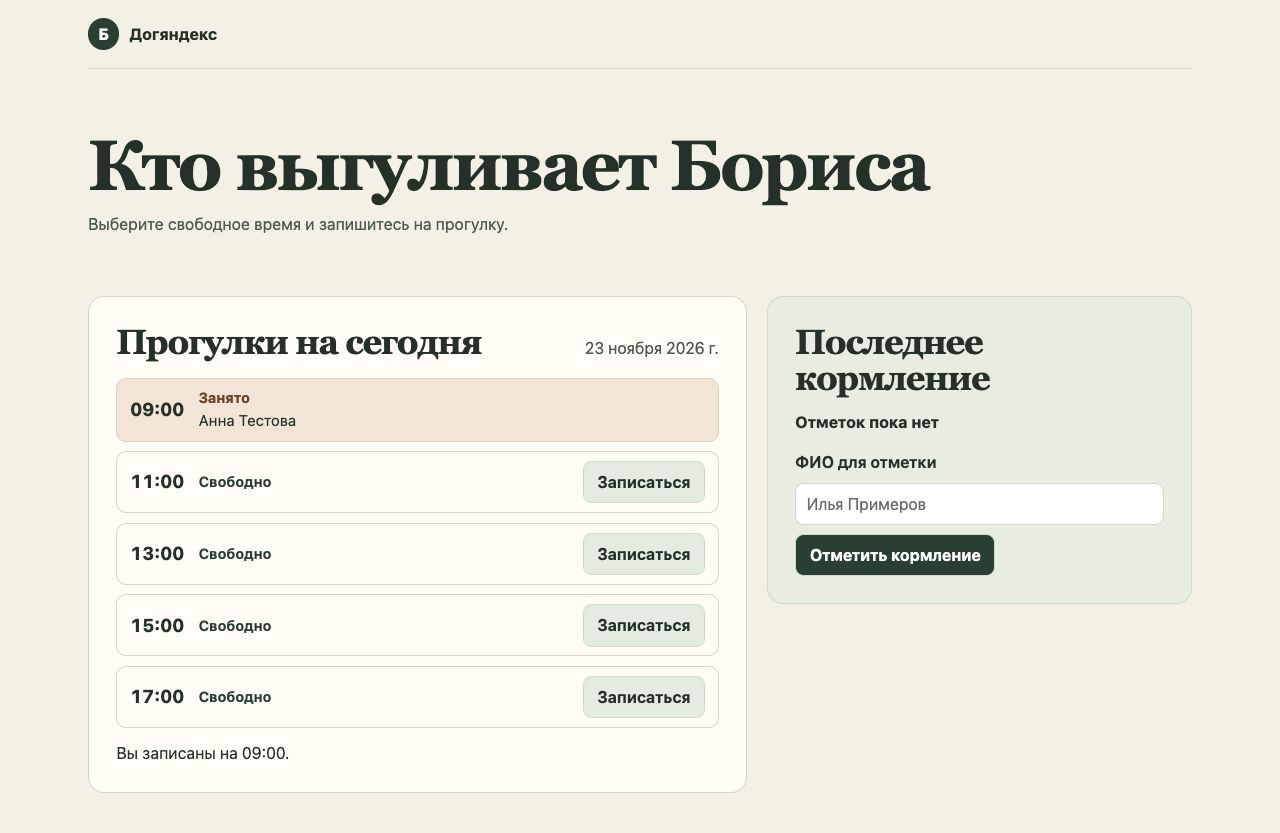 Б Догяндекс
Кто выгуливает Бориса
Выберите свободное время и запишитесь на прогулку.
Прогулки на сегодня
23 ноября 2026 г.
09:00
Занято
Анна Тестова
11:00 Свободно Записаться
13:00 Свободно Записаться
15:00 Свободно Записаться
17:00 Свободно Записаться
Вы записаны на 09:00.
Последнее
кормление
Отметок пока нет
ФИО для отметки
Илья Примеров
Отметить кормление